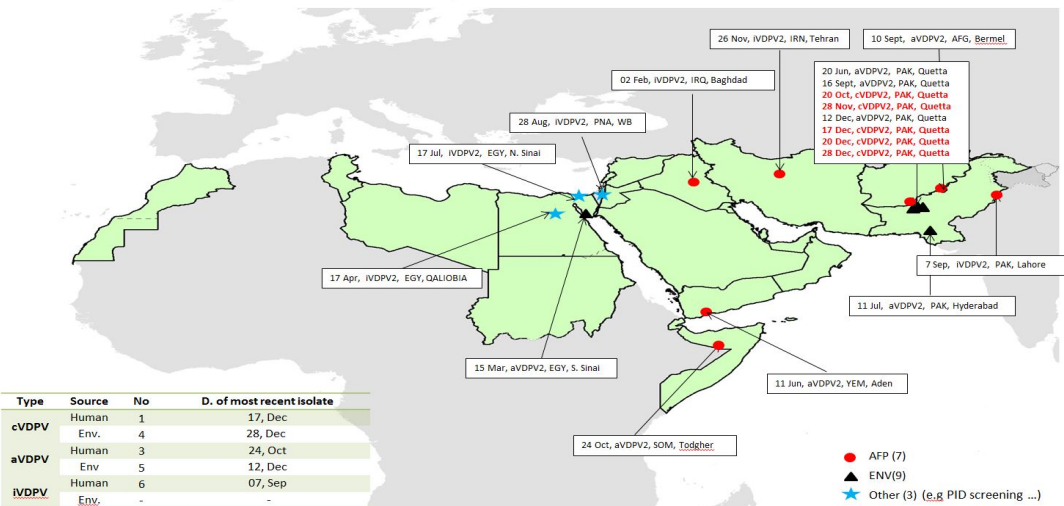 26 Nov, iVDPV2, IRN, Tehran
10 Sept, aVDPV2, AFG, Bermel
02 Feb, iVDPV2, IRQ, Baghdad
20 Jun, aVDPV2, PAK, Quetta
16 Sept, aVDPV2, PAK, Quetta
20 Oct, cVDPV2, PAK, Quetta
28 Nov, cVDPV2, PAK, Quetta
12 Dec, aVDPV2, PAK, Quetta
17 Dec, cVDPV2, PAK, Quetta
20 Dec, cVDPV2, PAK, Quetta
28 Dec, cVDPV2, PAK, Quetta
28 Aug, iVDPV2, PNA, WB
17 Jul, iVDPV2, EGY, N. Sinai
17 Apr, iVDPV2, EGY, QALIOBIA
7 Sep, iVDPV2, PAK, Lahore
11 Jul, aVDPV2, PAK, Hyderabad
15 Mar, aVDPV2, EGY, S. Sinai
11 Jun, aVDPV2, YEM, Aden
24 Oct, aVDPV2, SOM, Todgher
Type Source No D. of most recent isolate
cVDPV Human 1 17, Dec
Env. 4 28, Dec
aVDPV Human 3 24, Oct
Env 5 12, Dec
iVDPV Human 6 07, Sep
Env. - -
AFP (7)
ENV(9)
Other (3) (e.g PID screening ...)